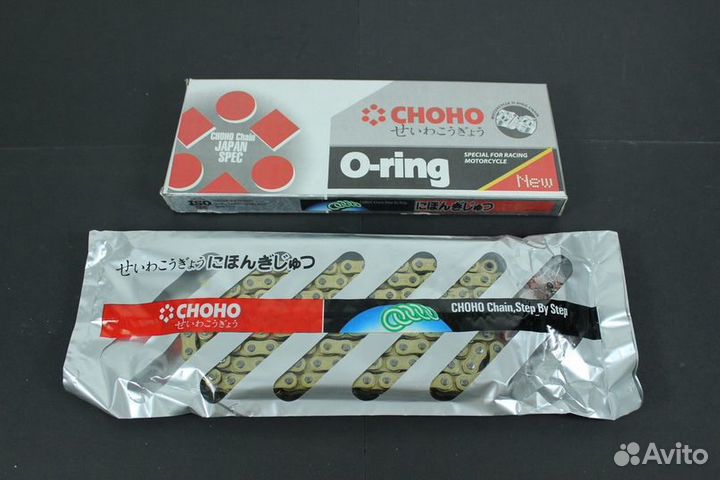 CHOHO
せいわこうぎょう
CHOHO Chain
JAPAN
SPEC
O-ring
SPECIAL FOR RACING
MOTORCYCLE
New
ISO
にほんぎじゅつ
せいわこうぎょうにほんぎじゅつ
CHOHO
せいわこうぎょう
CHOHO Chain,Step By Step
Avito